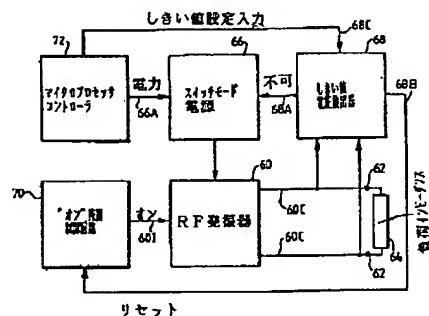 しきい値設定入力
68C
72
66
68
マイクロプロセッサ
コントローラ
電力
66A
スイッチモード
電源
不可
68A
しきい値
68B
70
60
62
オン
60I
RF発振器
60C
60C
64
62
負荷インピーダンス
リセット